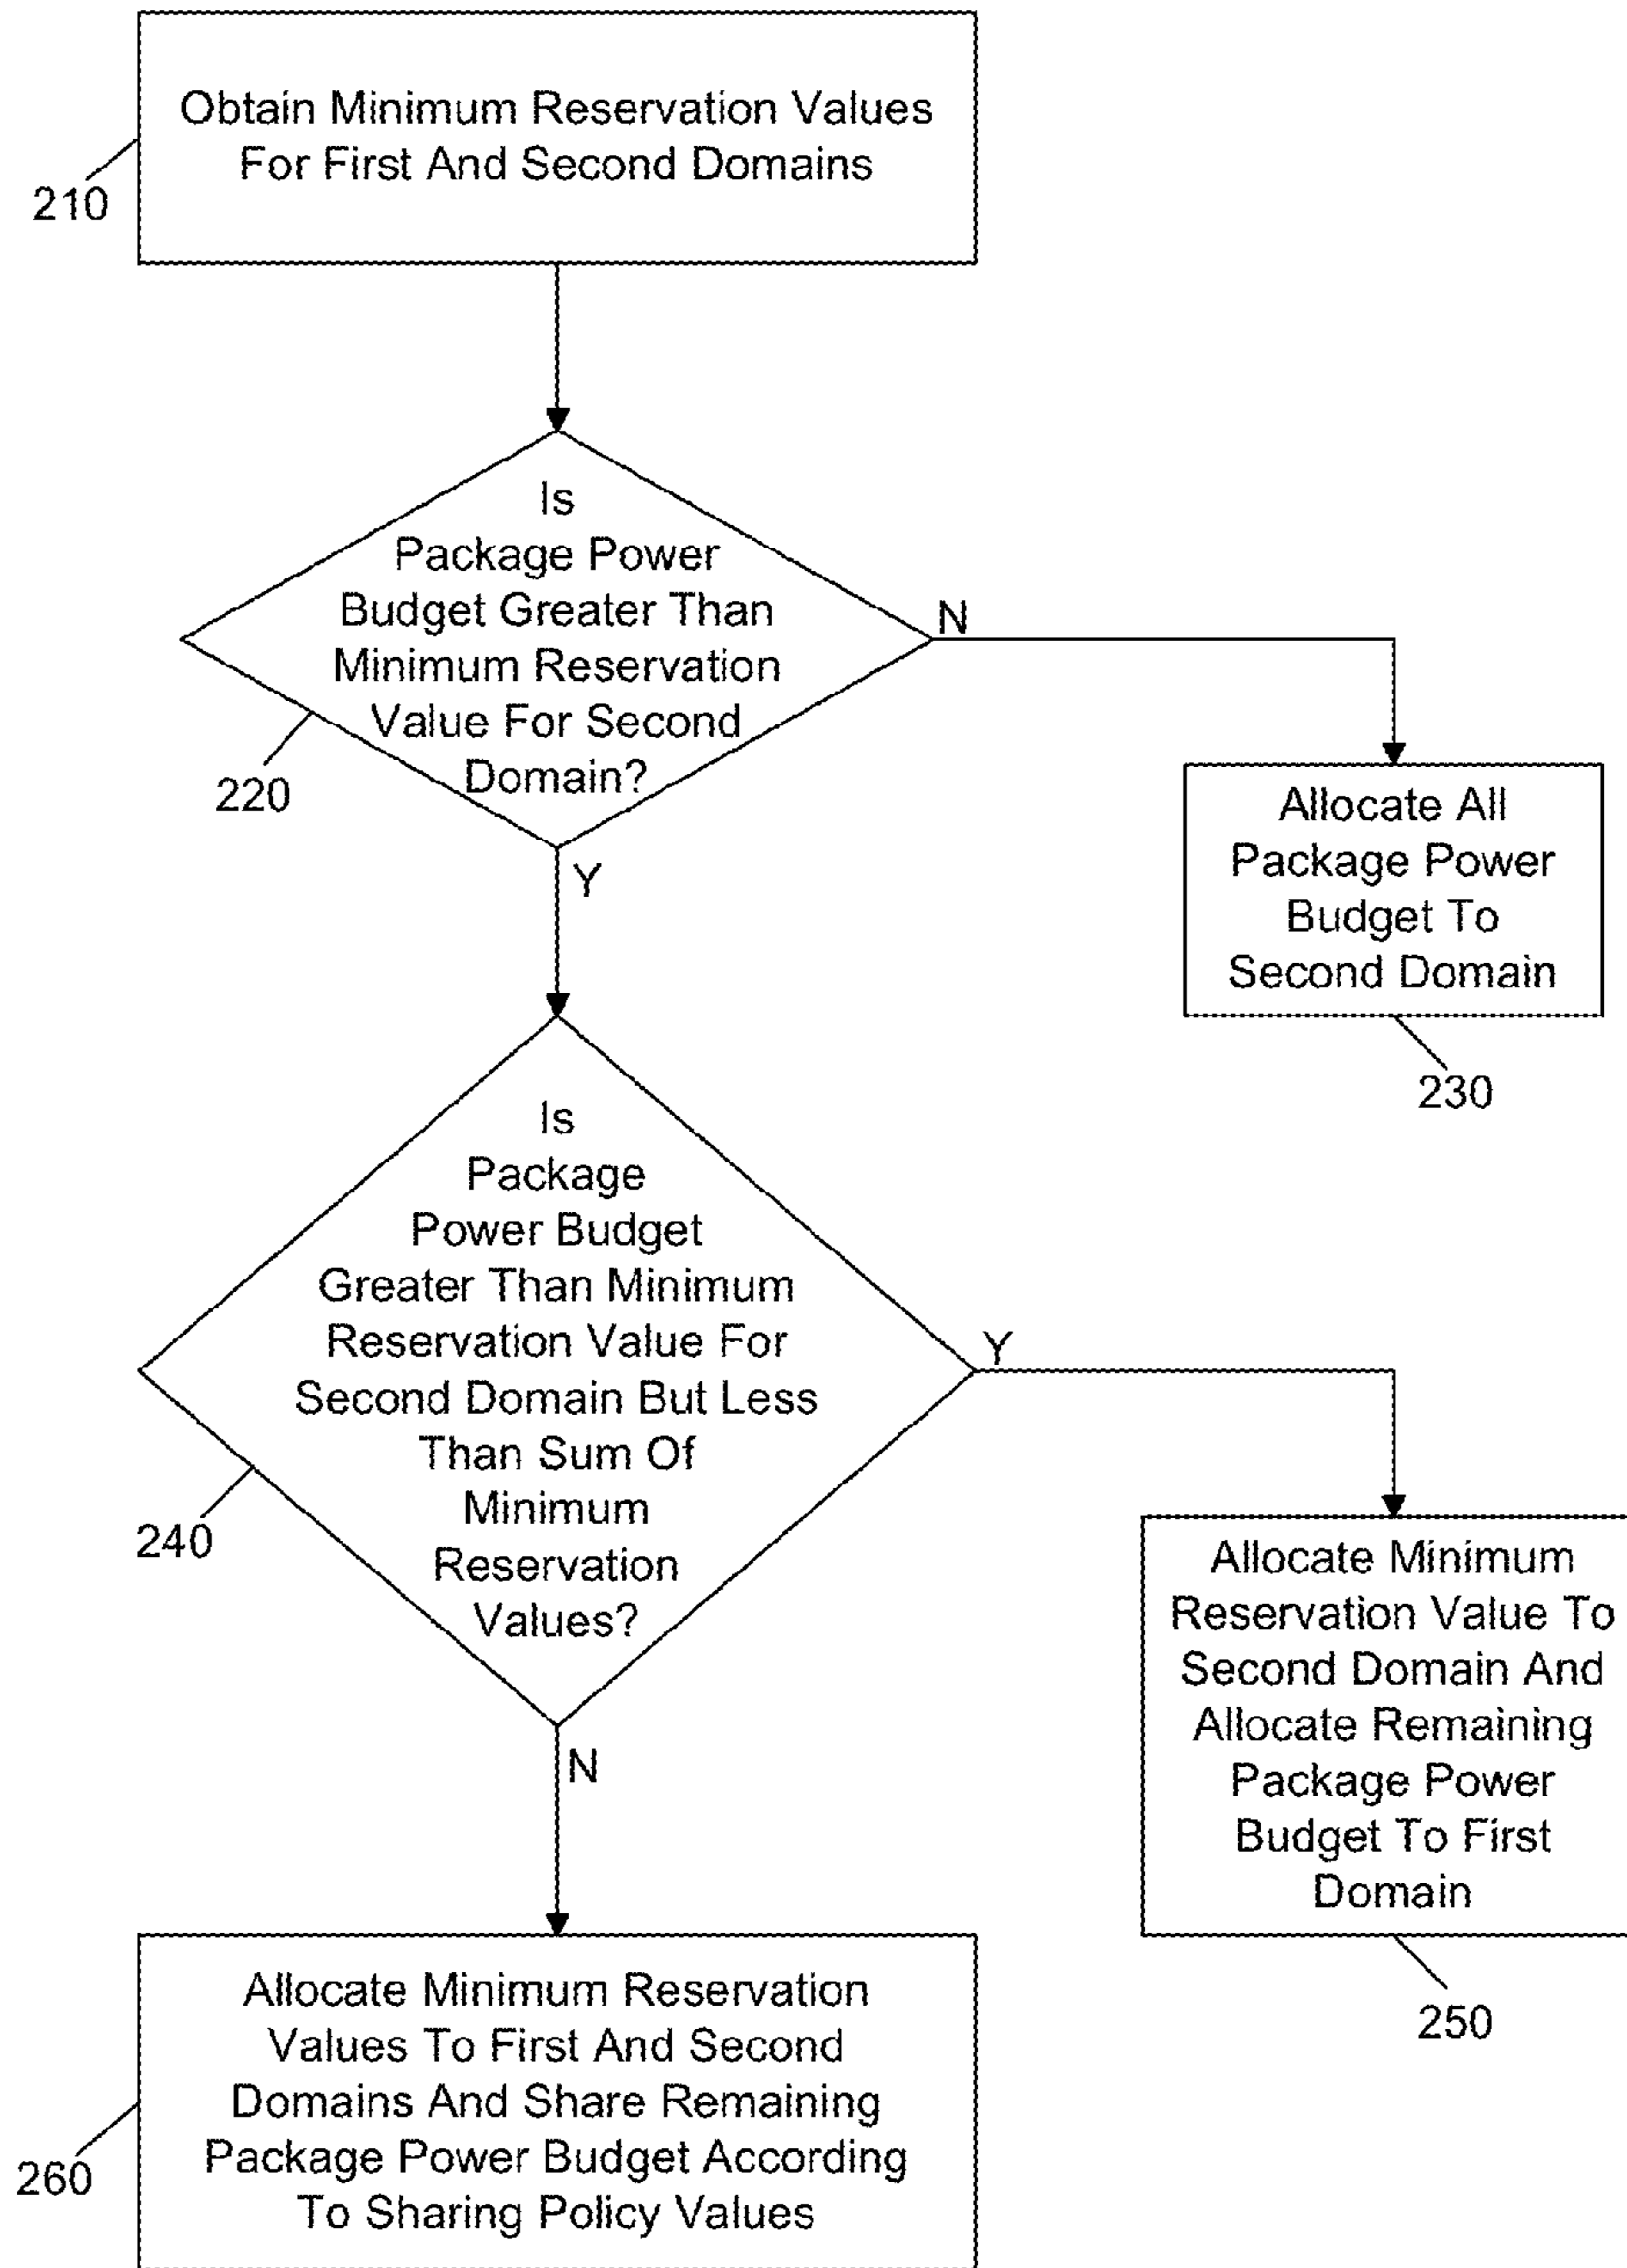 Obtain Minimum Reservation Values
For First And Second Domains
210
Is
Package Power
Budget Greater Than
Minimum Reservation
Value For Second
Domain?
N
220
Y
Allocate All
Package Power
Budget To
Second Domain
230
Is
Package
Power Budget
Greater Than Minimum
Reservation Value For
Second Domain But Less
Than Sum Of
Minimum
Reservation
Values?
Y
240
N
Allocate Minimum
Reservation Value To
Second Domain And
Allocate Remaining
Package Power
Budget To First
Domain
250
Allocate Minimum Reservation
Values To First And Second
Domains And Share Remaining
Package Power Budget According
To Sharing Policy Values
260